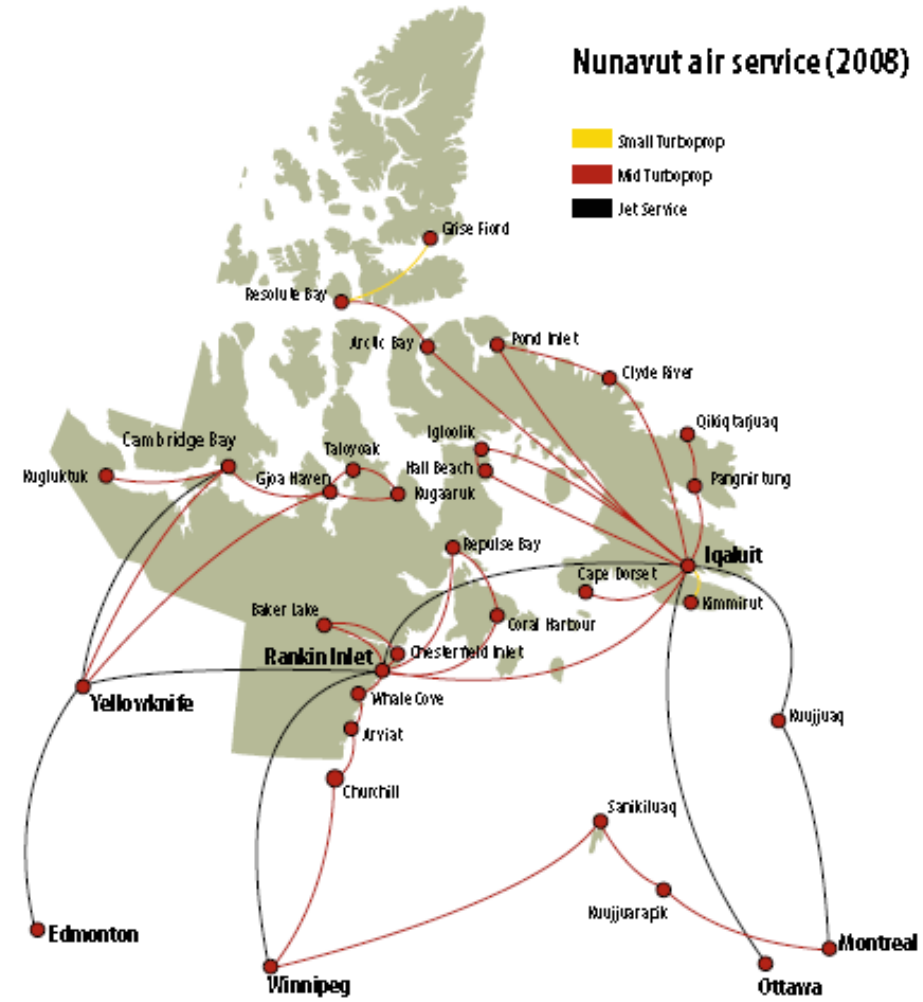 Nunavut air service (2008)
Small Turboprop
Mid Turboprop
Jet Service
Grise Fiord
Resolute Bay
Arctic Bay
Pond Inlet
Clyde River
Qikiqtarjuaq
Igloolik
Cambridge Bay
Taloyoak
Hall Beach
Kugluktuk
Gjoa Haven
Pangnirtung
Kugaaruk
Repulse Bay
Iqaluit
Cape Dorset
Kimmirut
Baker Lake
Coral Harbour
Chesterfield Inlet
Rankin Inlet
Whale Cove
Yellowknife
Kuujjuaq
Arviat
Churchill
Sanikiluaq
Kuujjuarapik
Edmonton
Montreal
Winnipeg
Ottawa